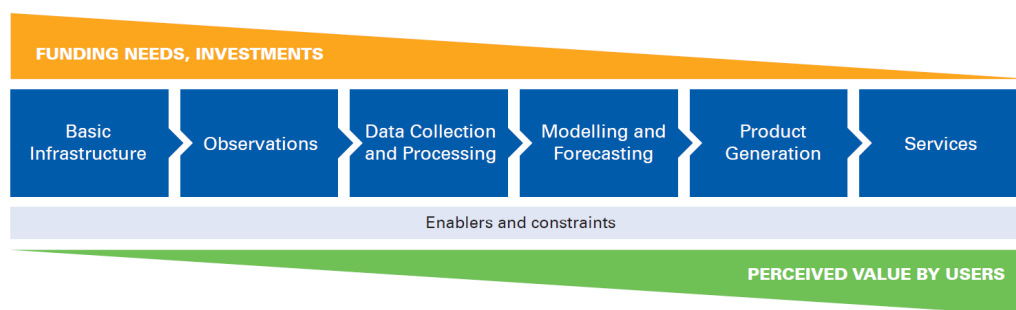 FUNDING NEEDS, INVESTMENTS
Basic
Infrastructure
Observations
Data Collection
and Processing
Modelling and
Forecasting
Product
Generation
Services
Enablers and constraints
PERCEIVED VALUE BY USERS